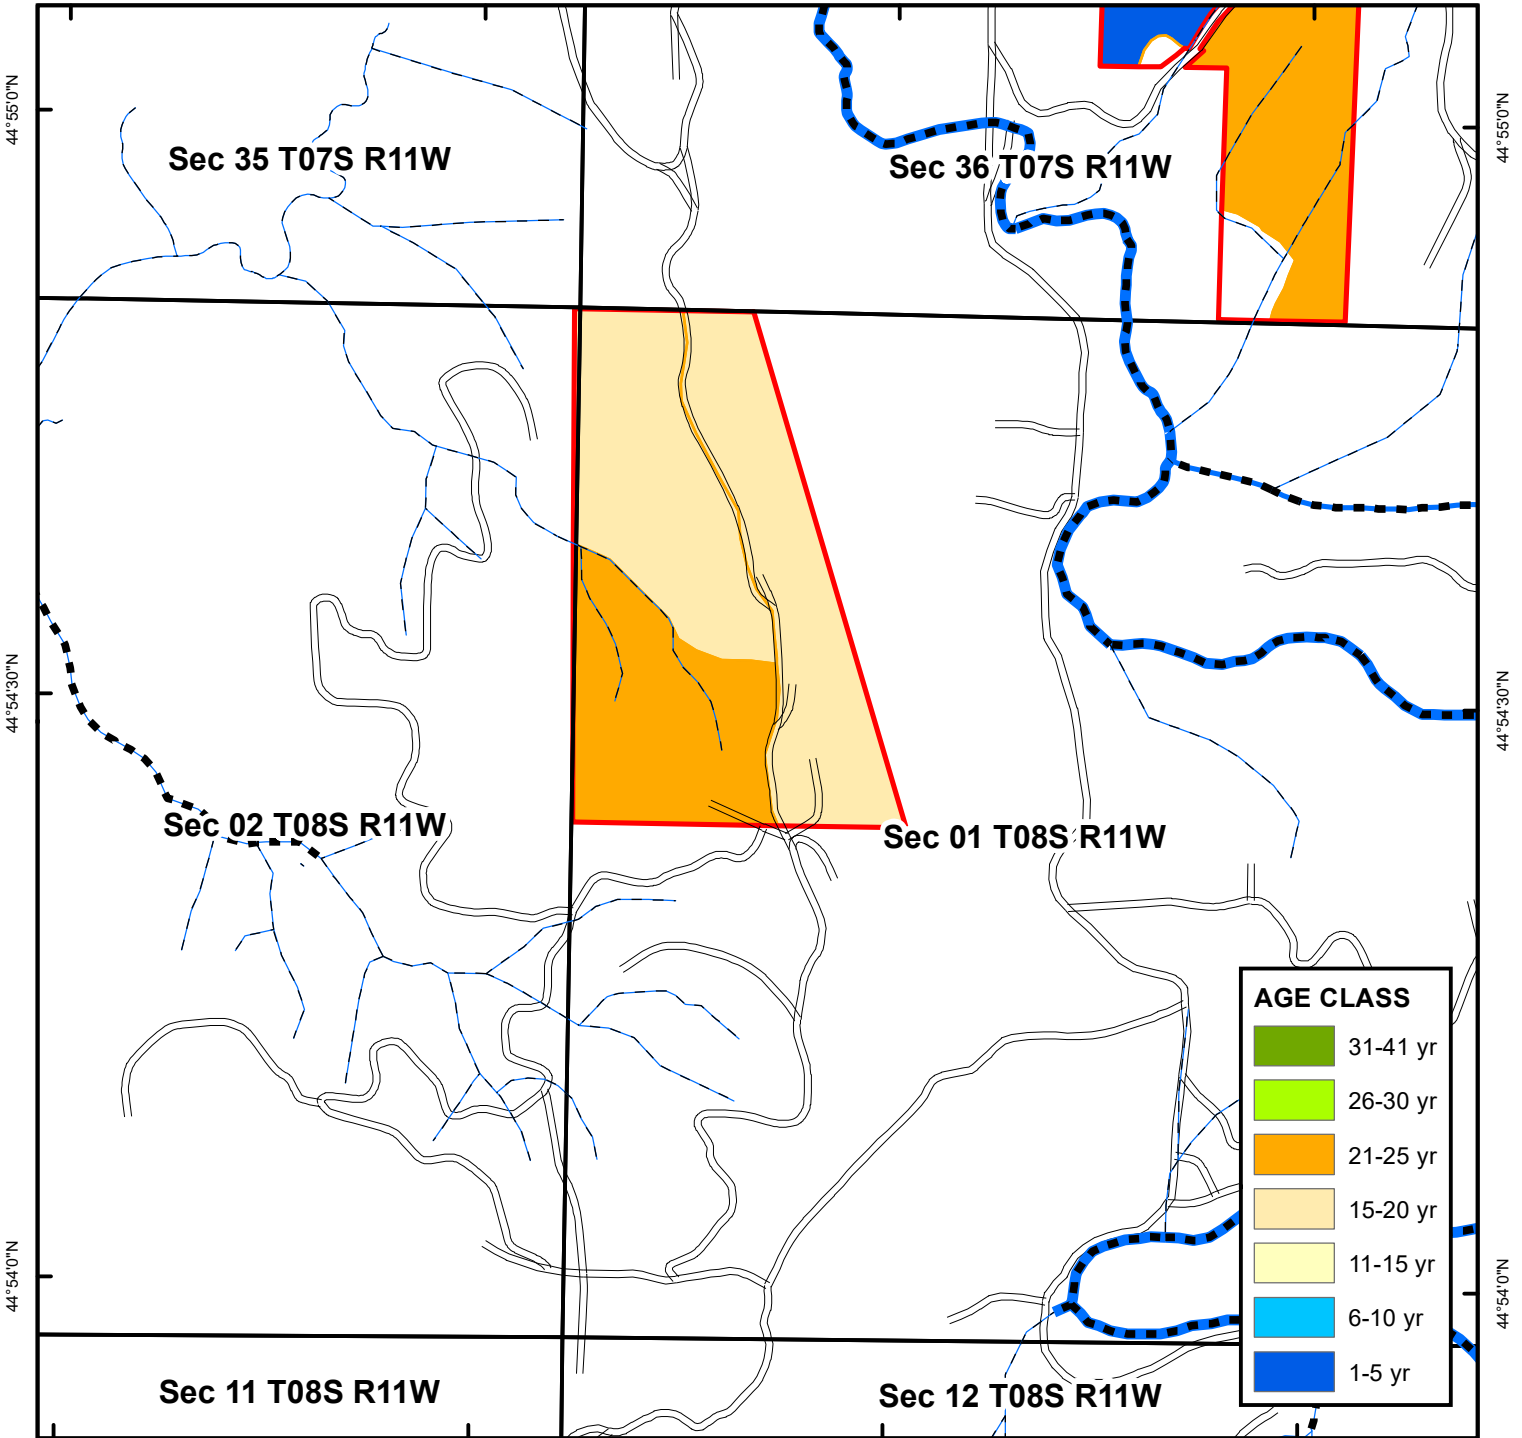 44°55'0"N
44°55'0"N
Sec 35 T07S R11W
Sec 36 T07S R11W
44°54'30"N
44°54'30"N
Sec 02 T08S R11W
Sec 01 T08S R11W
AGE CLASS
31-41 yr
26-30 yr
21-25 yr
15-20 yr
11-15 yr
6-10 yr
1-5 yr
44°54'0"N
44°54'0"N
Sec 11 T08S R11W
Sec 12 T08S R11W